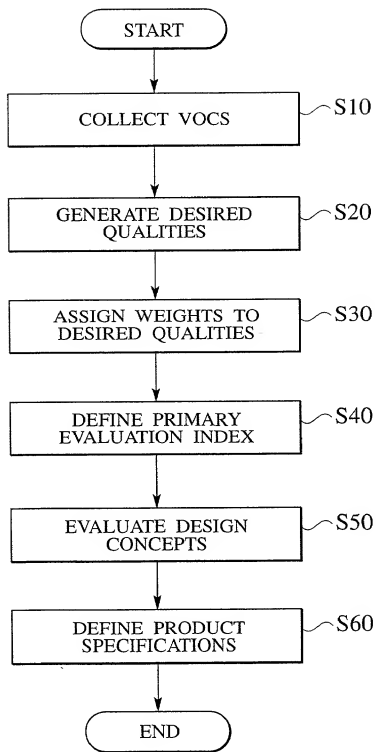 START
COLLECT VOCS
S10
GENERATE DESIRED
QUALITIES
S20
ASSIGN WEIGHTS TO
DESIRED QUALITIES
S30
DEFINE PRIMARY
EVALUATION INDEX
S40
EVALUATE DESIGN
CONCEPTS
S50
DEFINE PRODUCT
SPECIFICATIONS
S60
END